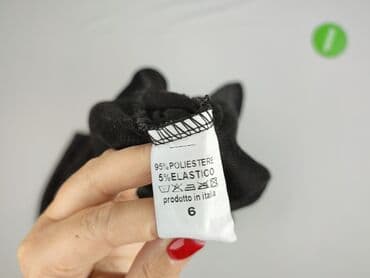 95% POLIESTERE
5% ELASTICO
prodotto in italia
6